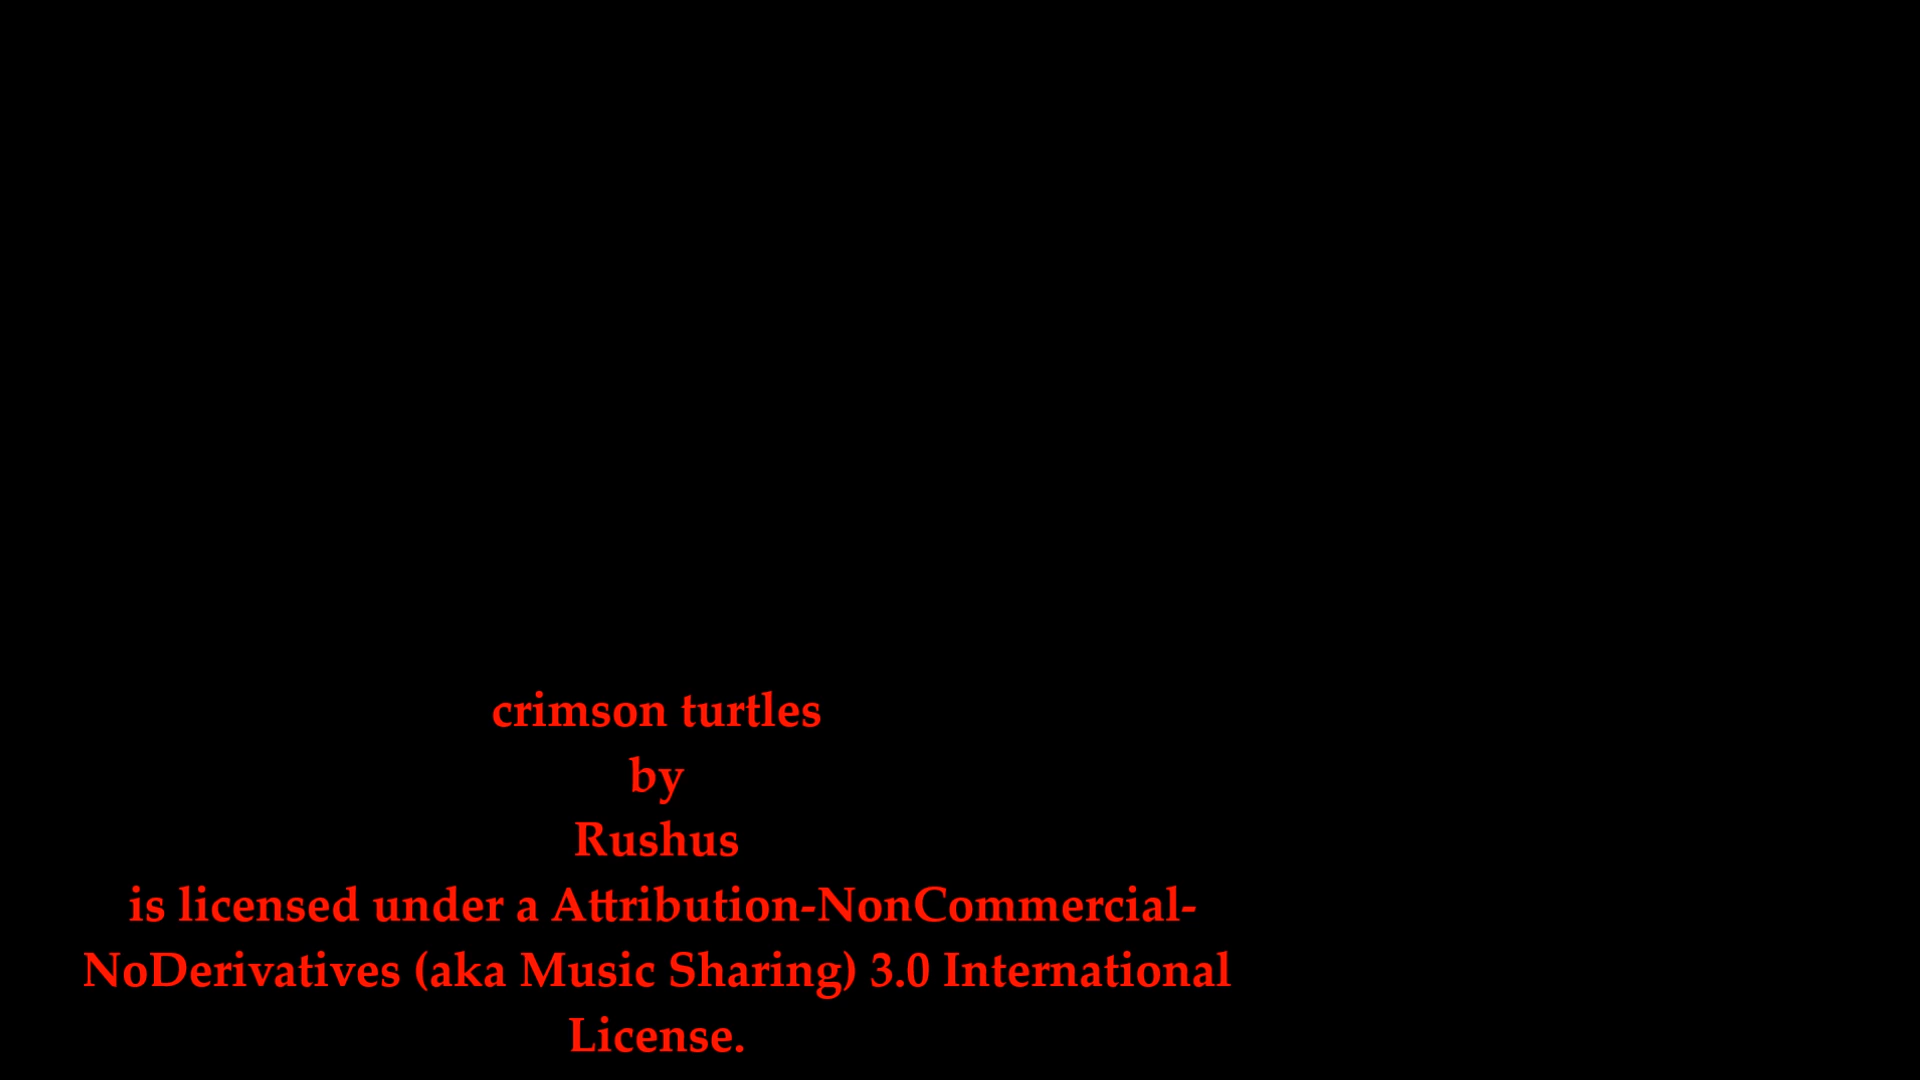 crimson turtles
by
Rushus
is licensed under a Attribution-NonCommercial-
NoDerivatives (aka Music Sharing) 3.0 International
License.